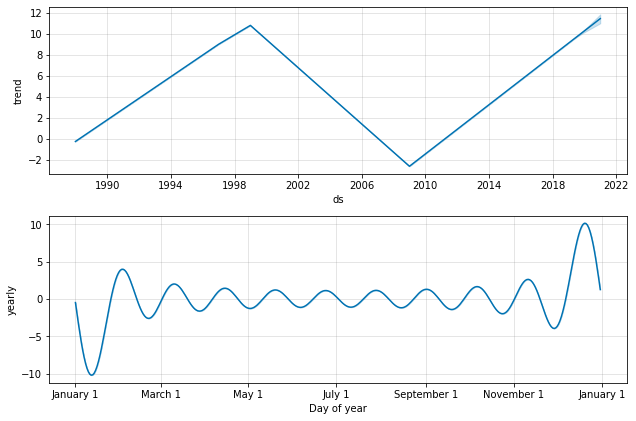 12
10
8
6
4
2
0
−2
trend
1990 1994 1998 2002 2006 2010 2014 2018 2022
ds
10
5
0
−5
−10
yearly
January 1 March 1 May 1 July 1 September 1 November 1 January 1
Day of year